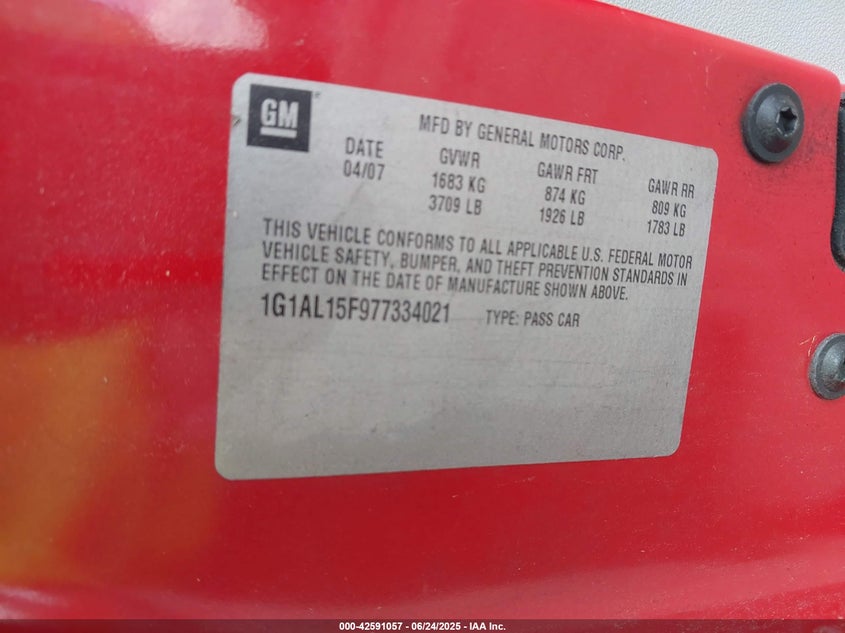 GM
MFD BY GENERAL MOTORS CORP.
DATE GVWR GAWR FRT GAWR RR
04/07 1683 KG 874 KG 809 KG
3709 LB 1926 LB 1783 LB
THIS VEHICLE CONFORMS TO ALL APPLICABLE U.S. FEDERAL MOTOR
VEHICLE SAFETY, BUMPER, AND THEFT PREVENTION STANDARDS IN
EFFECT ON THE DATE OF MANUFACTURE SHOWN ABOVE.
1G1AL15F977334021 TYPE: PASS CAR
000-42591057 - 06/24/2025 - IAA Inc.